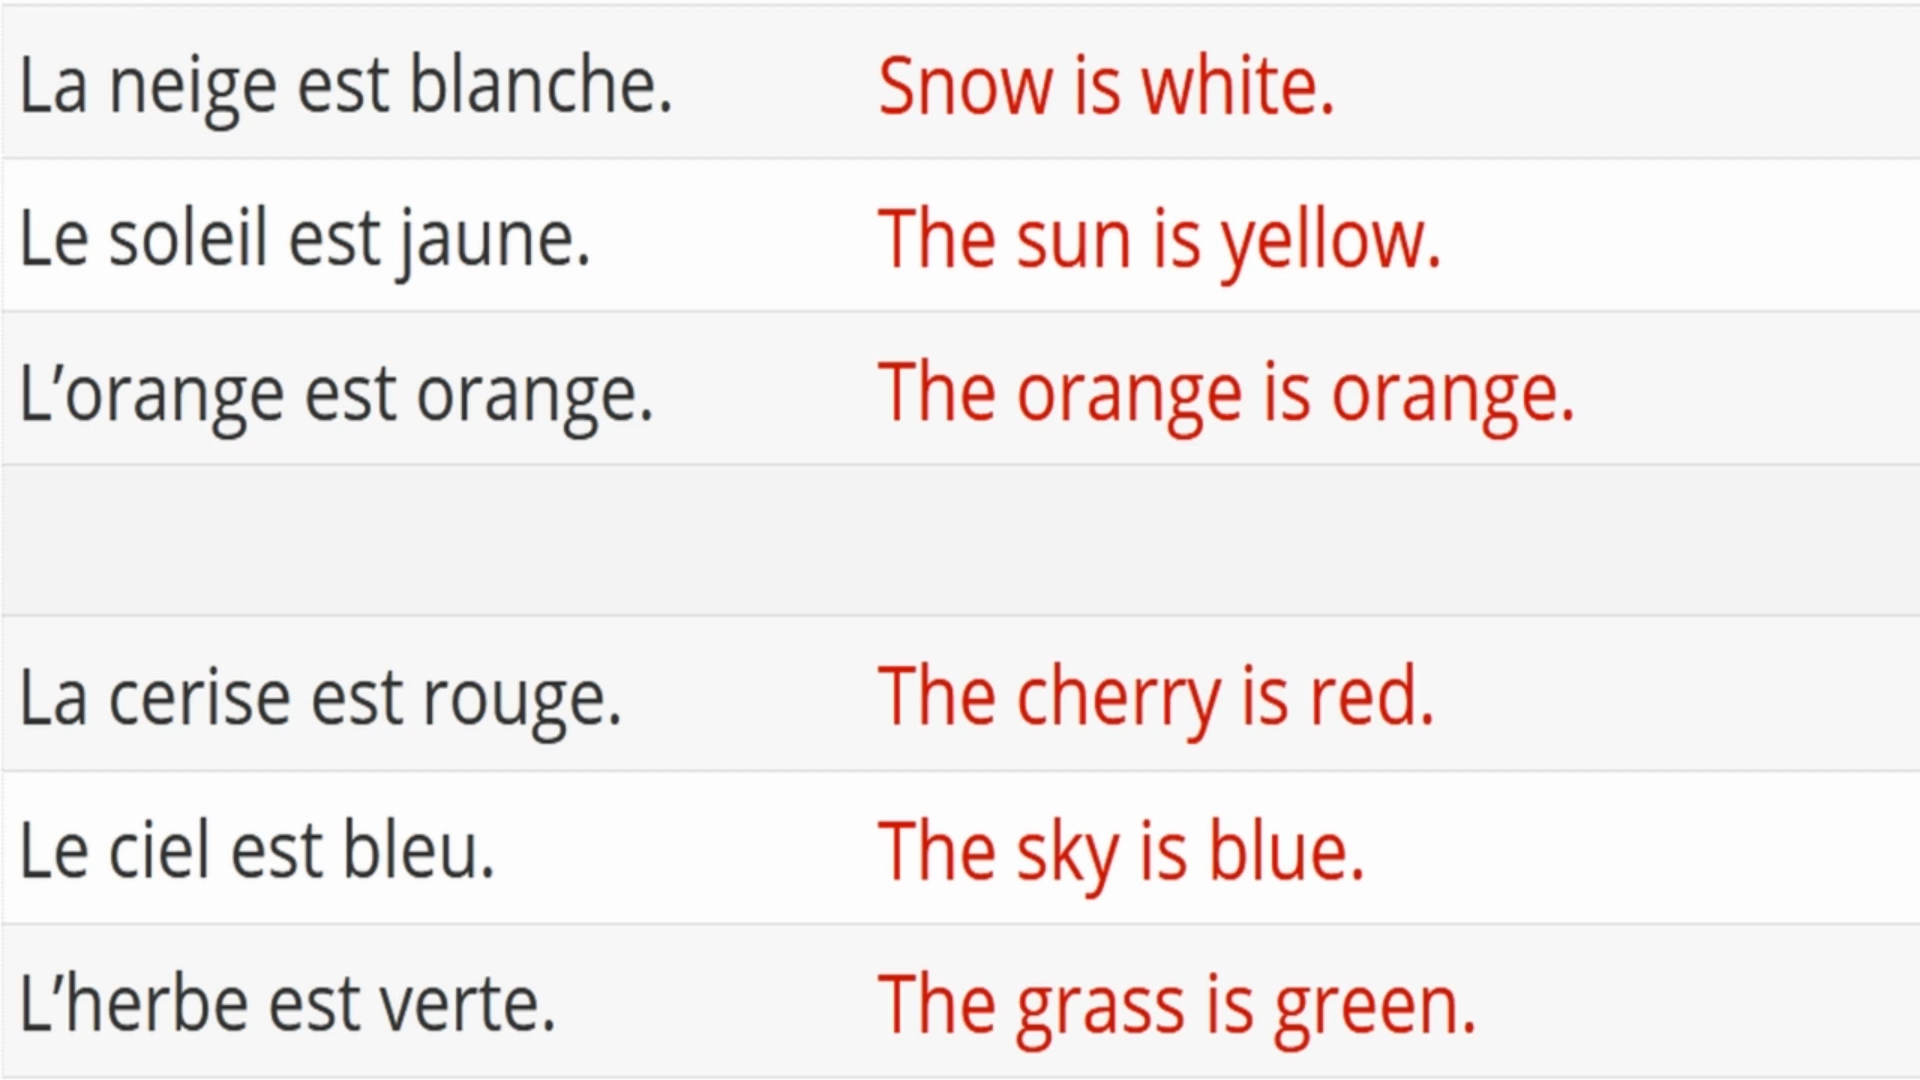 La neige est blanche. Snow is white.
Le soleil est jaune. The sun is yellow.
L’orange est orange. The orange is orange.
La cerise est rouge. The cherry is red.
Le ciel est bleu. The sky is blue.
L’herbe est verte. The grass is green.